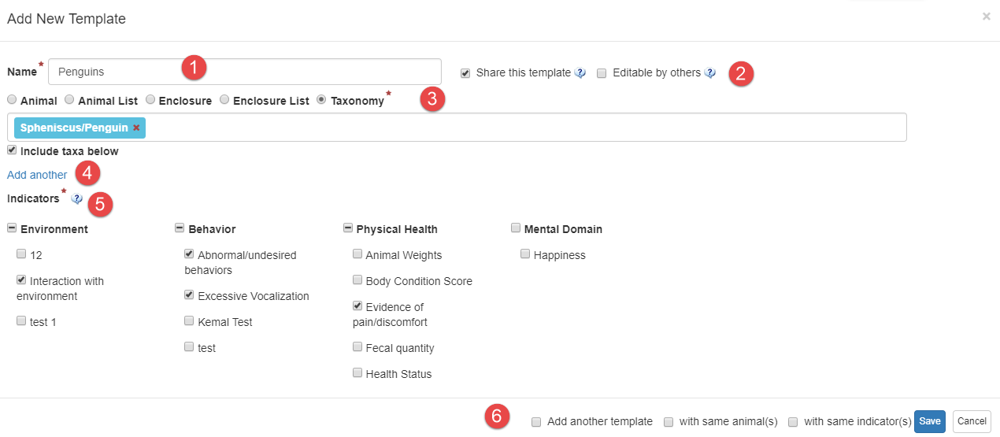 Add New Template ×
Name * Penguins 1 Share this template ? Editable by others ? 2
Animal Animal List Enclosure Enclosure List Taxonomy * 3
Spheniscus/Penguin ×
Include taxa below
Add another 4
Indicators * ? 5
Environment Behavior Physical Health Mental Domain
12 Abnormal/undesired behaviors Animal Weights Happiness
Interaction with environment Excessive Vocalization Body Condition Score
test 1 Kemal Test Evidence of pain/discomfort
test Fecal quantity
Health Status
6 Add another template with same animal(s) with same indicator(s) Save Cancel